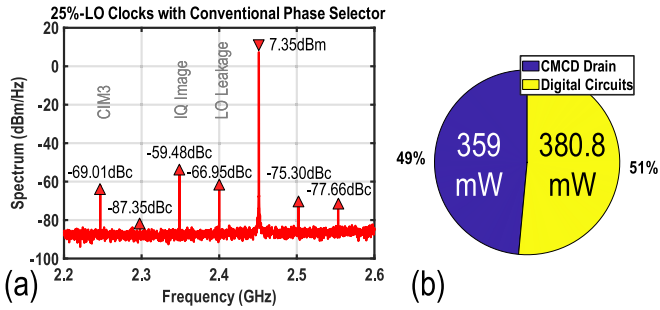 25%-LO Clocks with Conventional Phase Selector
20
0
-20
-40
-60
-80
-100
Spectrum (dBm/Hz)
CIM3
IQ Image
LO Leakage
7.35dBm
-69.01dBc
-87.35dBc
-59.48dBc
-66.95dBc
-75.30dBc
-77.66dBc
2.2
2.3
2.4
2.5
2.6
Frequency (GHz)
(a)
CMCD Drain
Digital Circuits
49%
359
mW
380.8
mW
51%
(b)